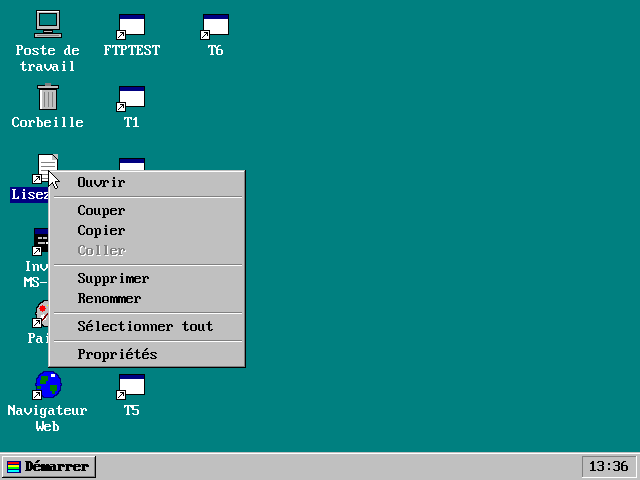 Poste de
travail
FTPTEST
T6
Corbeille
T1
Ouvrir
Couper
Copier
Coller
Supprimer
Renommer
Sélectionner tout
Propriétés
Navigateur
Web
T5
Démarrer
13:36